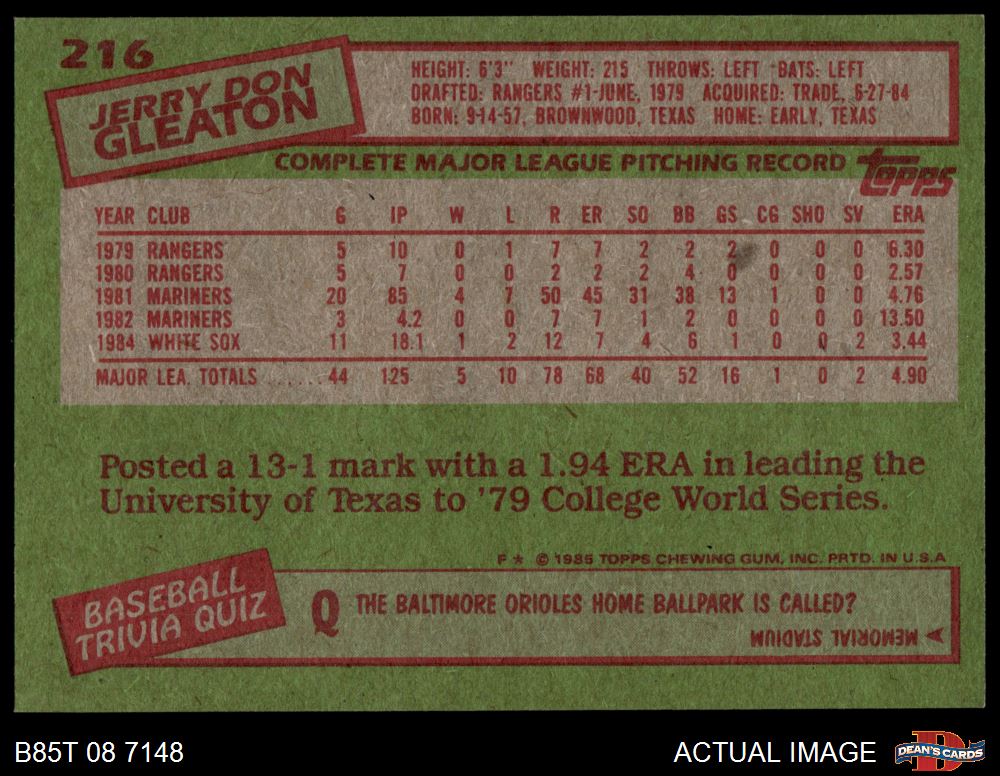 216
JERRY DON
GLEATON
HEIGHT: 6'3" WEIGHT: 215 THROWS: LEFT BATS: LEFT
DRAFTED: RANGERS #1-JUNE, 1979 ACQUIRED: TRADE, 6-27-84
BORN: 9-14-57, BROWNWOOD, TEXAS HOME: EARLY, TEXAS
COMPLETE MAJOR LEAGUE PITCHING RECORD topps
YEAR CLUB G IP W L R ER SO BB GS CG SHO SV ERA
1979 RANGERS 5 10 0 1 7 7 2 2 2 0 0 0 6.30
1980 RANGERS 5 7 0 0 2 2 2 4 0 0 0 0 2.57
1981 MARINERS 20 85 4 7 50 45 31 38 13 1 0 0 4.76
1982 MARINERS 3 4.2 0 0 7 7 1 2 0 0 0 0 13.50
1984 WHITE SOX 11 18.1 1 2 12 7 4 6 1 0 0 2 3.44
MAJOR LEA. TOTALS ...... 44 125 5 10 78 68 40 52 16 1 0 2 4.90
Posted a 13-1 mark with a 1.94 ERA in leading the
University of Texas to '79 College World Series.
F * © 1985 TOPPS CHEWING GUM, INC. PRTD. IN U.S.A
BASEBALL
TRIVIA QUIZ
Q THE BALTIMORE ORIOLES HOME BALLPARK IS CALLED?
MEMORIAL STADIUM
B85T 08 7148
ACTUAL IMAGE
D
DEAN'S CARDS